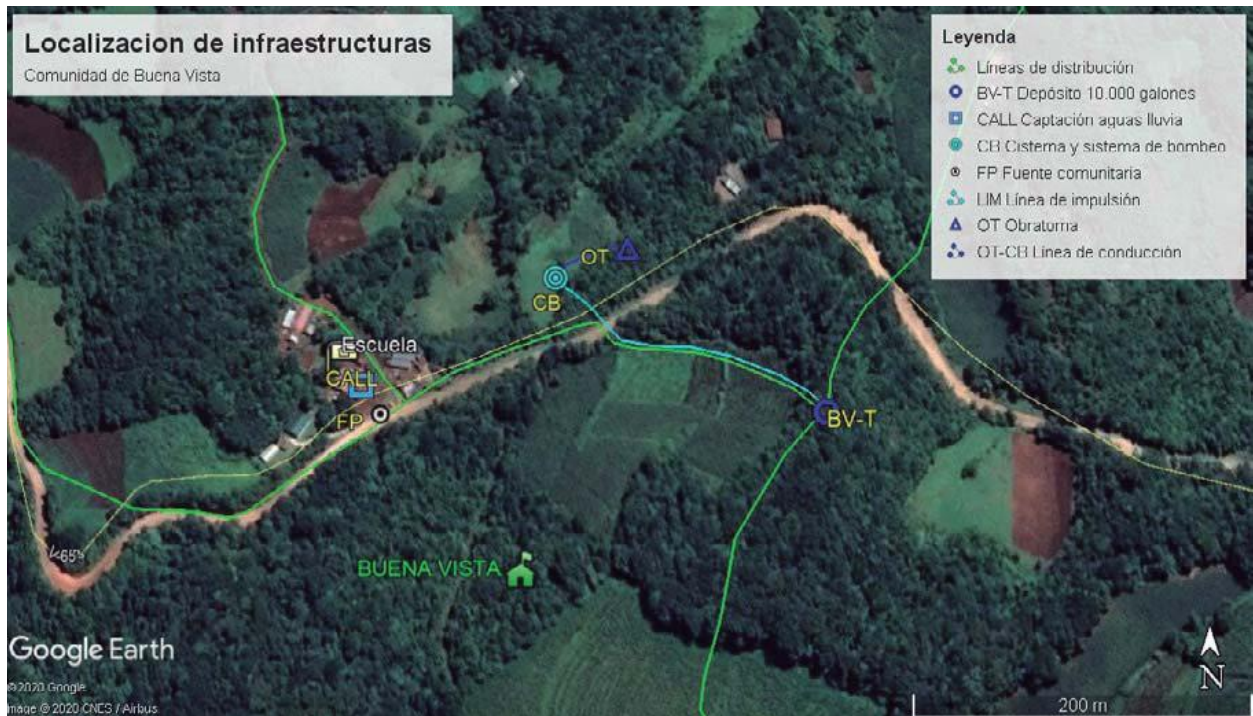 Localizacion de infraestructuras
Comunidad de Buena Vista
Leyenda
Líneas de distribución
BV-T Depósito 10.000 galones
CALL Captación aguas lluvia
CB Cisterna y sistema de bombeo
FP Fuente comunitaria
LIM Línea de impulsión
OT Obratoma
OT-CB Línea de conducción
OT
CB
Escuela
CALL
FP
BV-T
BUENA VISTA
Google Earth
©2020 Google
Image © 2020 CNES / Airbus
N
200 m